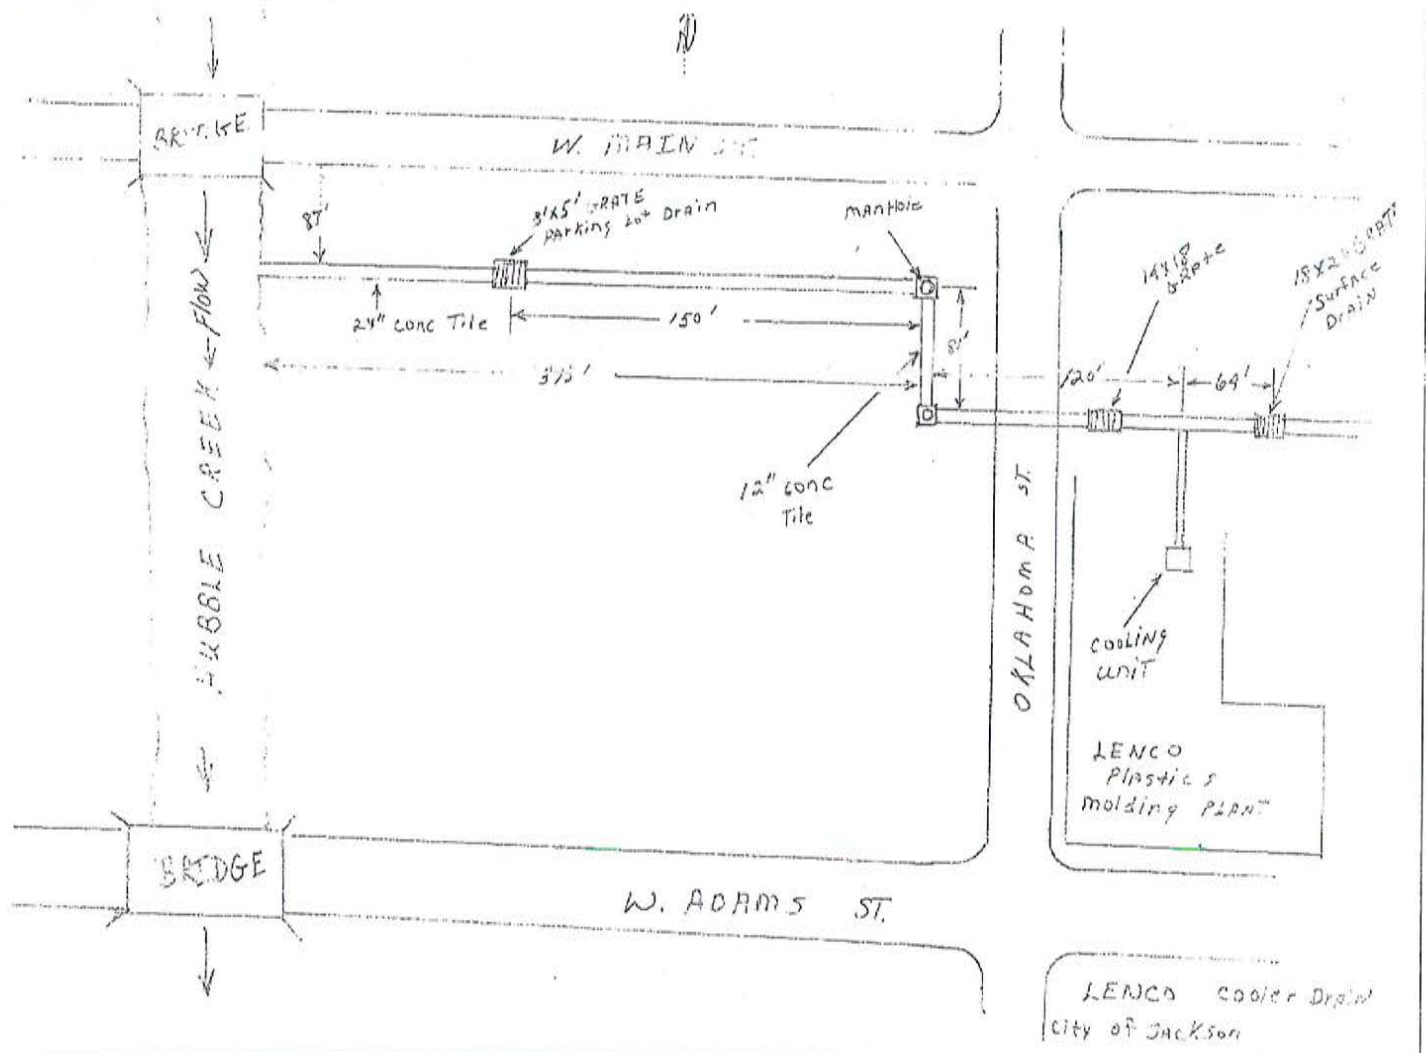 N
BRIDGE
W. MAIN ST.
87'
3'X5' GRATE
PArking Lot DrAin
mAnHole
14X18
GRAte
Surface
DrAiN
24" conc Tile
150'
81'
120'
64'
12" conc
Tile
HUBBLE CREEK ← Flow
OKLAHOMA ST.
COOLiNg
uniT
LENCO
PlAstics
molding PLANT
BRIDGE
W. ADAMS ST.
LENCO Cooler DrAiN
City of JAckson